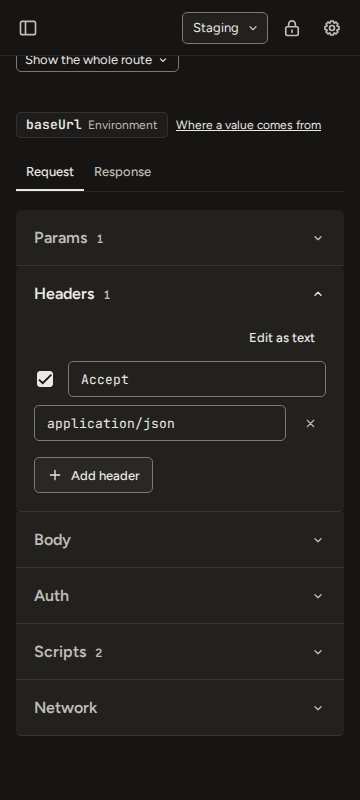 Staging
Show the whole route
baseUrl Environment Where a value comes from
Request Response
Params 1
Headers 1
Edit as text
Accept
application/json
Add header
Body
Auth
Scripts 2
Network